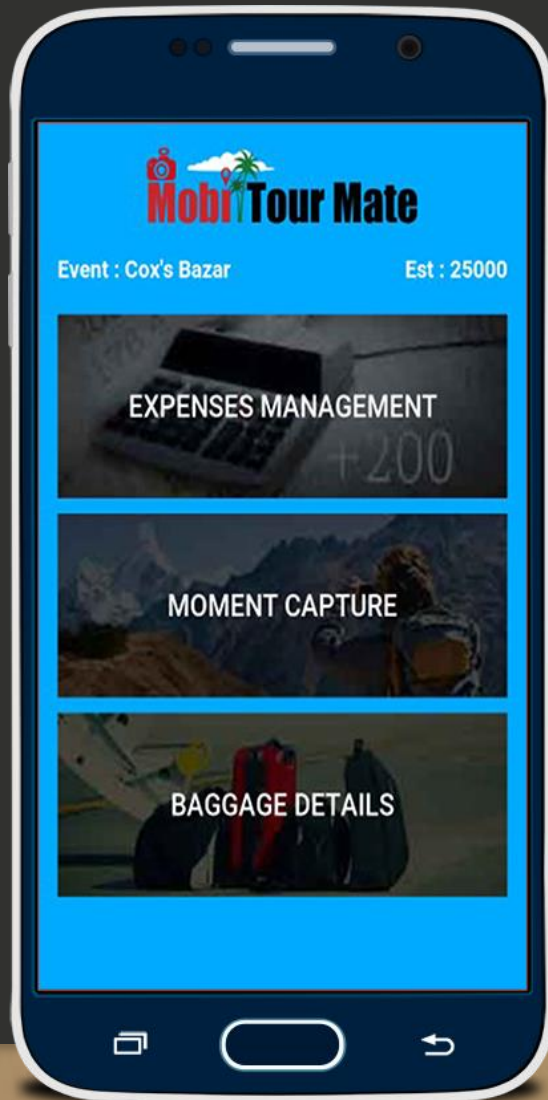 Mobi Tour Mate
Event : Cox's Bazar Est : 25000
EXPENSES MANAGEMENT
+200
MOMENT CAPTURE
BAGGAGE DETAILS